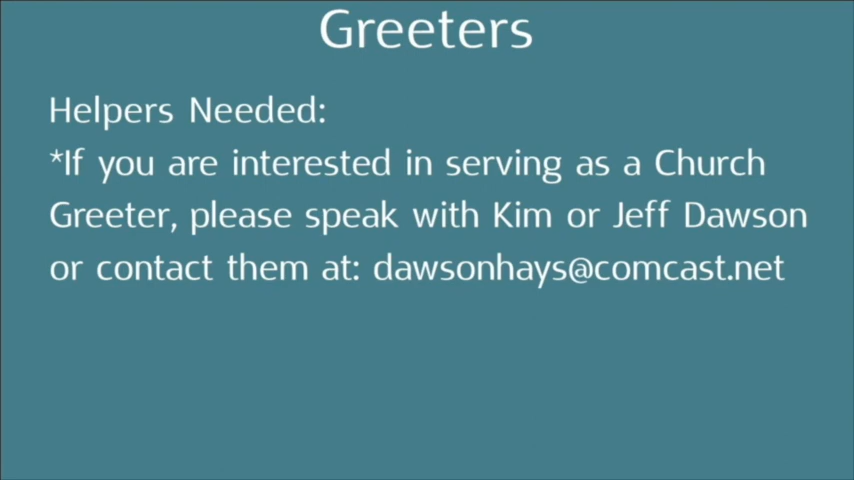 Greeters
Helpers Needed:
*If you are interested in serving as a Church
Greeter, please speak with Kim or Jeff Dawson
or contact them at: dawsonhays@comcast.net